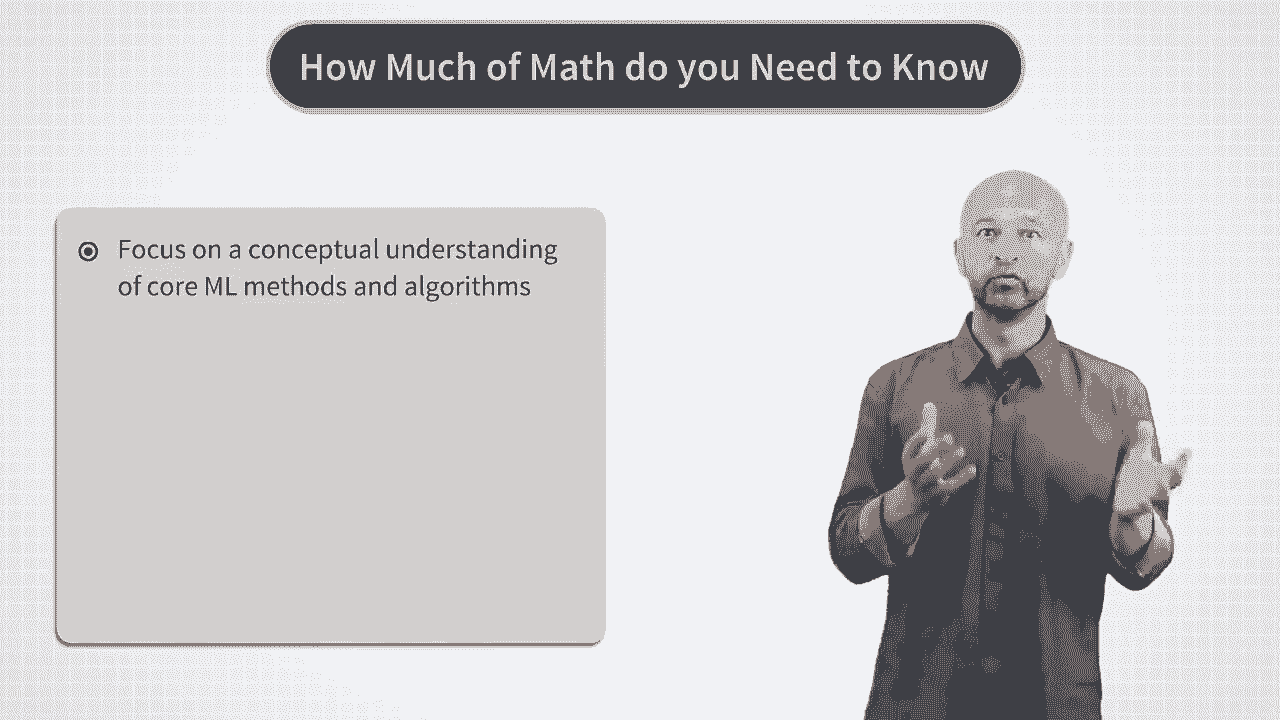 How Much of Math do you Need to Know
Focus on a conceptual understanding
of core ML methods and algorithms